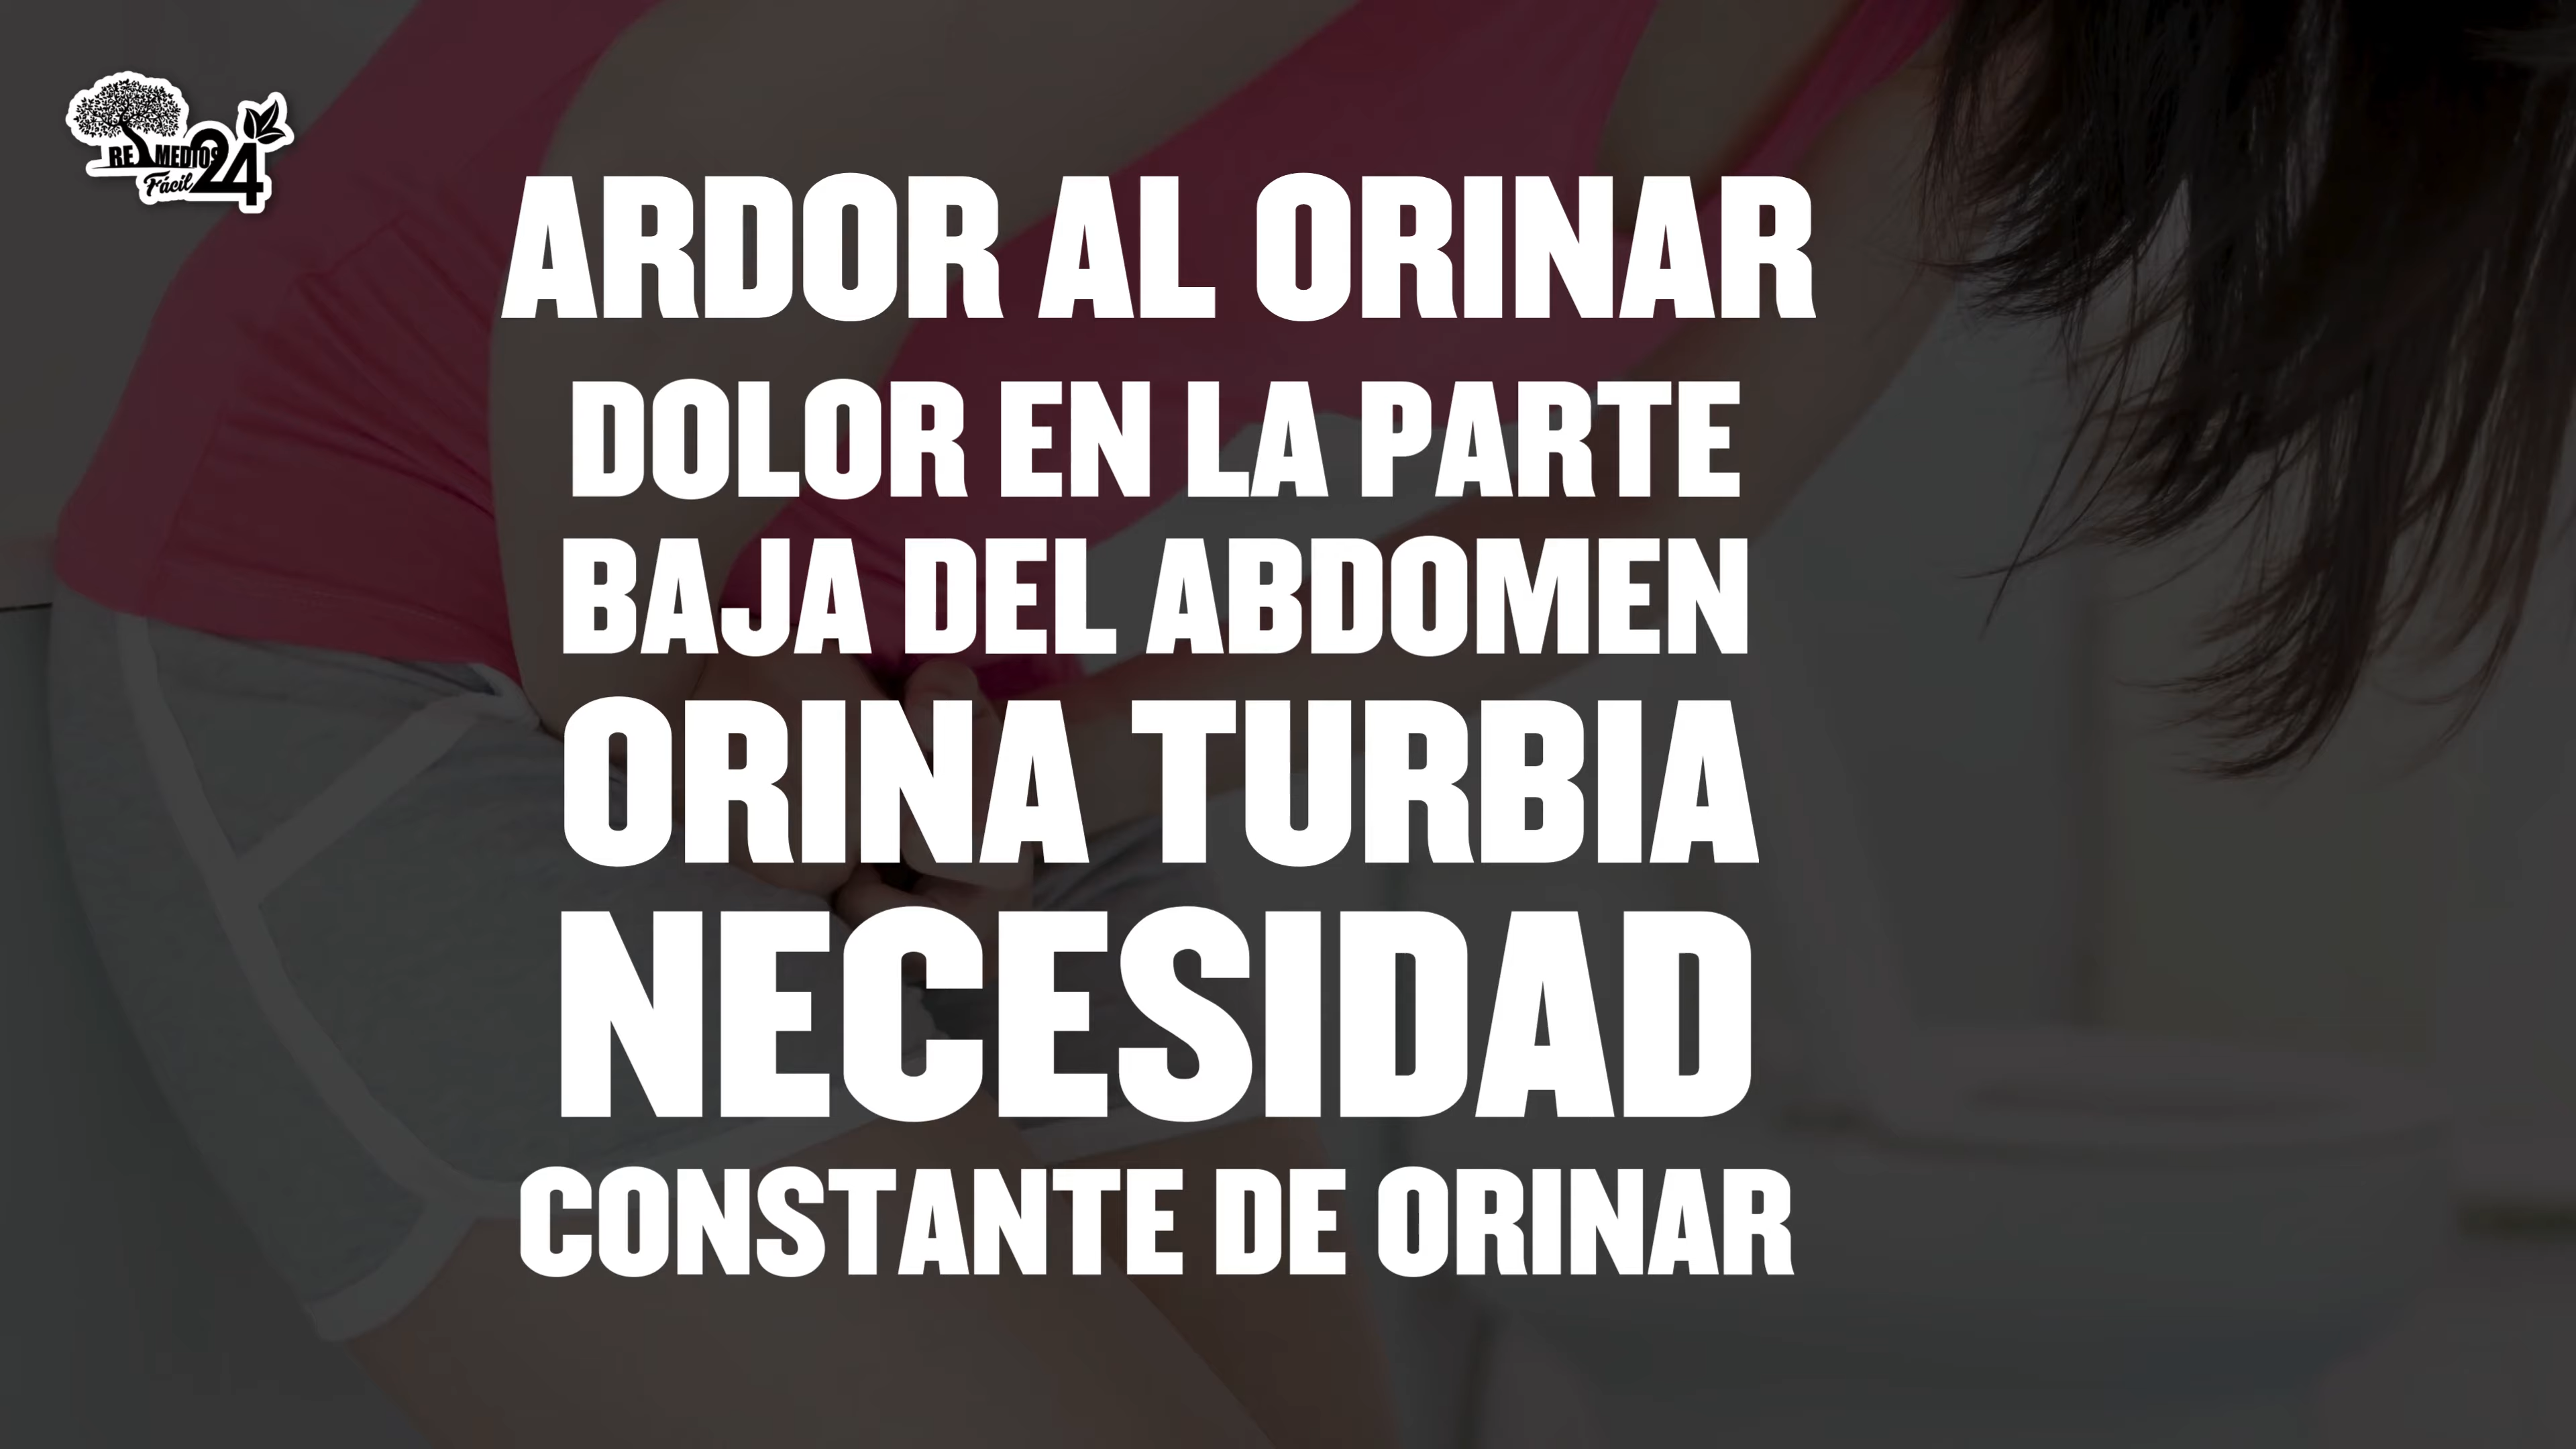 REMEDIOS
Fácil 24
ARDOR AL ORINAR
DOLOR EN LA PARTE
BAJA DEL ABDOMEN
ORINA TURBIA
NECESIDAD
CONSTANTE DE ORINAR